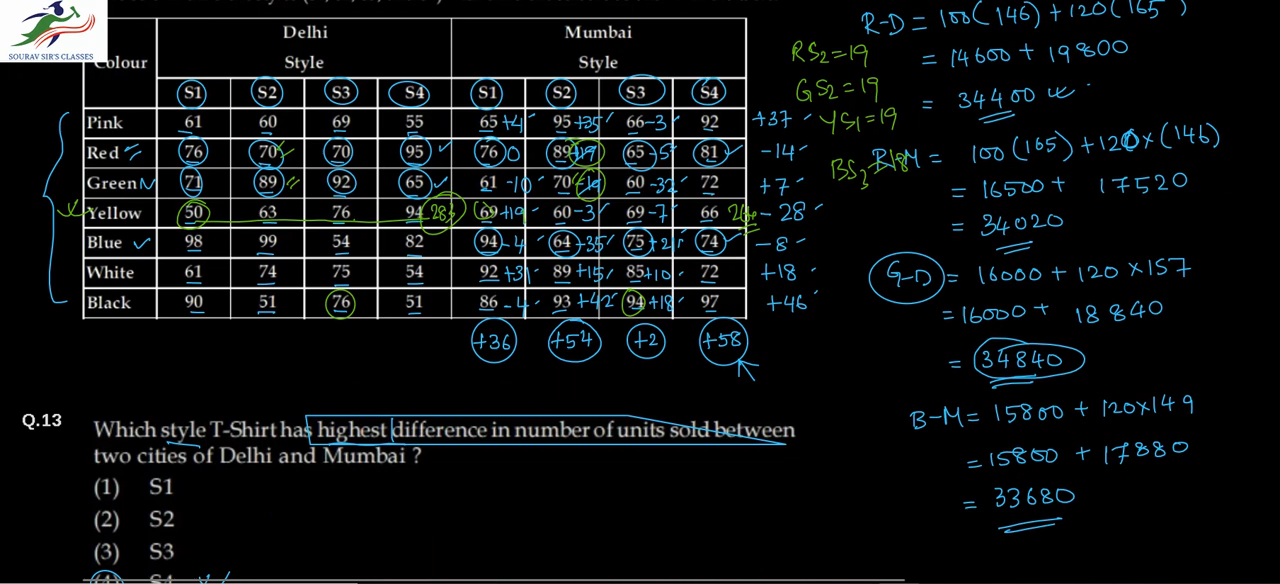 SOURAV SIR'S CLASSES
Delhi Mumbai
Colour Style Style
S1 S2 S3 S4 S1 S2 S3 S4
Pink 61 60 69 55 65 +4 95 +35 66 -3 92 +37
Red 76 70 70 95 76 0 89 +19 65 -5 81 -14
Green 71 89 92 65 61 -10 70 -19 60 -32 72 +7
Yellow 50 63 76 94 283 69 +19 60 -3 69 -7 66 -28
Blue 98 99 54 82 94 -4 64 -35 75 +21 74 -8
White 61 74 75 54 92 +31 89 +15 85 +10 72 +18
Black 90 51 76 51 86 -4 93 +42 94 +18 97 +46
+36 +54 +2 +58
Q.13 Which style T-Shirt has highest difference in number of units sold between
two cities of Delhi and Mumbai ?
(1) S1
(2) S2
(3) S3
(4) S4
RS2 = 19
GS2 = 19
YS1 = 19
R-D = 100(146) + 120(165)
= 14600 + 19800
= 34400
R-M = 100(165) + 120×(146)
= 16500 + 17520
= 34020
G-D = 16000 + 120×157
= 16000 + 18840
= 34840
B-M = 15800 + 120×149
= 15800 + 17880
= 33680